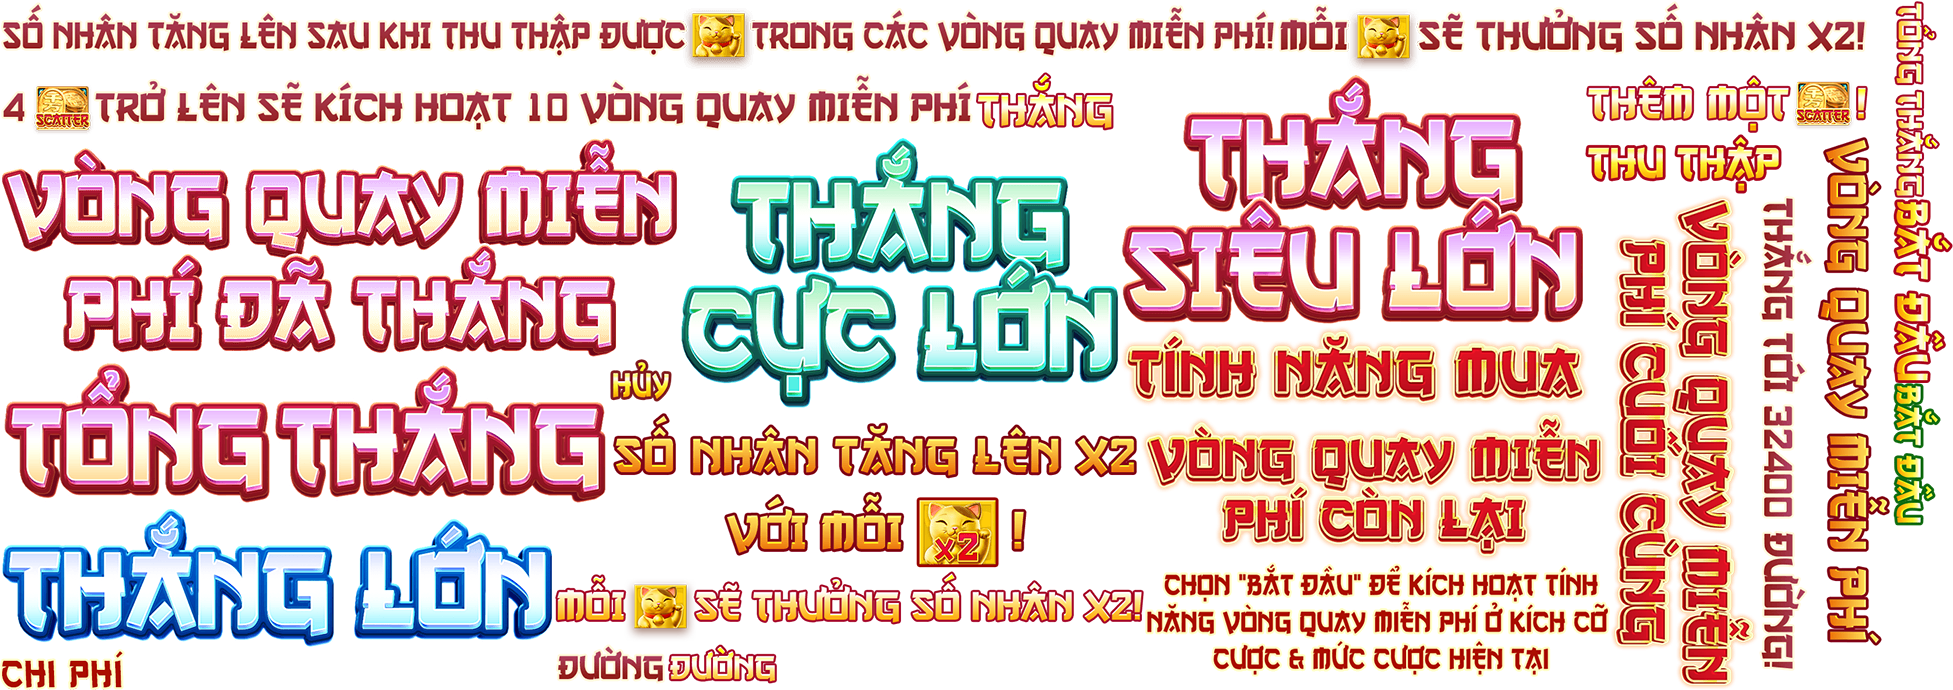 SỐ NHÂN TĂNG LÊN SAU KHI THU THẬP ĐƯỢC TRONG CÁC VÒNG QUAY MIỄN PHÍ! MỖI SẼ THƯỞNG SỐ NHÂN X2!
4 SCATTER TRỞ LÊN SẼ KÍCH HOẠT 10 VÒNG QUAY MIỄN PHÍ
THẮNG
VÒNG QUAY MIỄN
PHÍ ĐÃ THẮNG
TỔNG THẮNG
THẮNG LỚN
CHI PHÍ
THẮNG
CỰC LỚN
HỦY
SỐ NHÂN TĂNG LÊN X2
VỚI MỖI X2 !
MỖI SẼ THƯỞNG SỐ NHÂN X2!
ĐƯỜNG
ĐƯỜNG
THẮNG
SIÊU LỚN
TÍNH NĂNG MUA
VÒNG QUAY MIỄN
PHÍ CÒN LẠI
CHỌN "BẮT ĐẦU" ĐỂ KÍCH HOẠT TÍNH
NĂNG VÒNG QUAY MIỄN PHÍ Ở KÍCH CỠ
CƯỢC & MỨC CƯỢC HIỆN TẠI
THÊM MỘT SCATTER !
THU THẬP
VÒNG QUAY MIỄN
PHÍ CUỐI CÙNG
THẮNG TỚI 32400 ĐƯỜNG!
VÒNG QUAY MIỄN PHÍ
TỔNG THẮNG
BẮT ĐẦU
BẮT ĐẦU